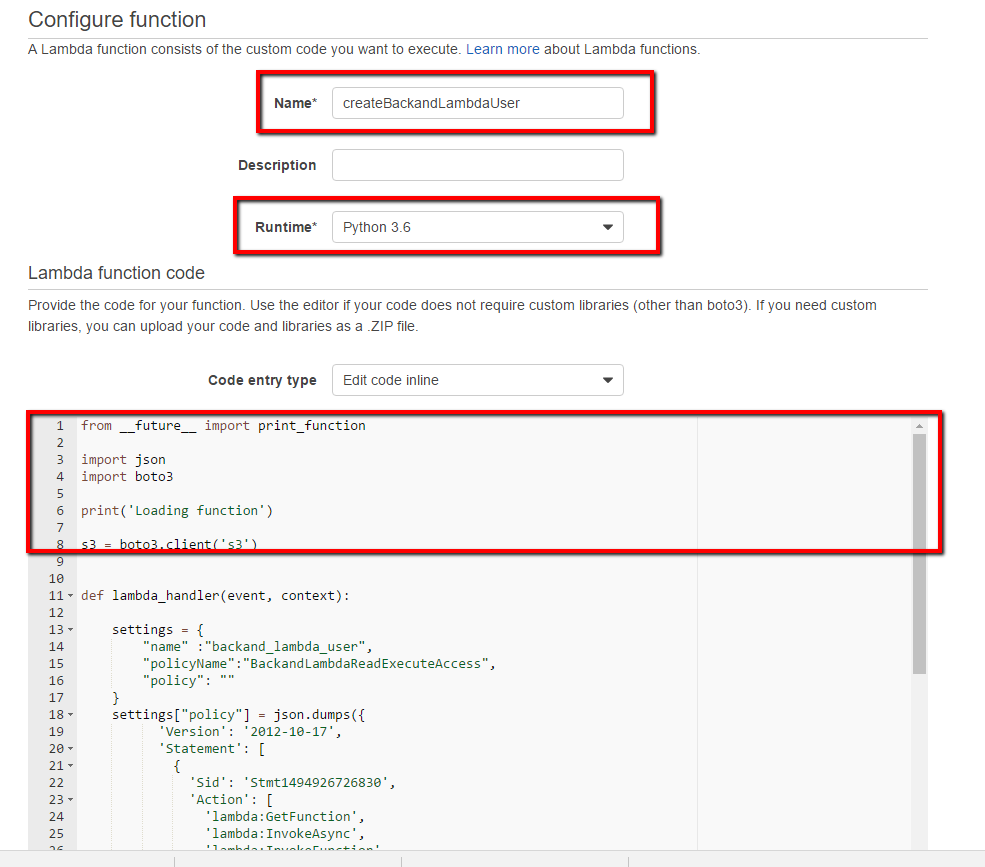 Configure function
A Lambda function consists of the custom code you want to execute. Learn more about Lambda functions.
Name* createBackandLambdaUser
Description
Runtime* Python 3.6
Lambda function code
Provide the code for your function. Use the editor if your code does not require custom libraries (other than boto3). If you need custom
libraries, you can upload your code and libraries as a .ZIP file.
Code entry type Edit code inline
1 from __future__ import print_function
2
3 import json
4 import boto3
5
6 print('Loading function')
7
8 s3 = boto3.client('s3')
9
10
11 def lambda_handler(event, context):
12
13 settings = {
14 "name" :"backand_lambda_user",
15 "policyName":"BackandLambdaReadExecuteAccess",
16 "policy": ""
17 }
18 settings["policy"] = json.dumps({
19 'Version': '2012-10-17',
20 'Statement': [
21 {
22 'Sid': 'Stmt1494926726830',
23 'Action': [
24 'lambda:GetFunction',
25 'lambda:InvokeAsync',
26 'lambda:InvokeFunction'